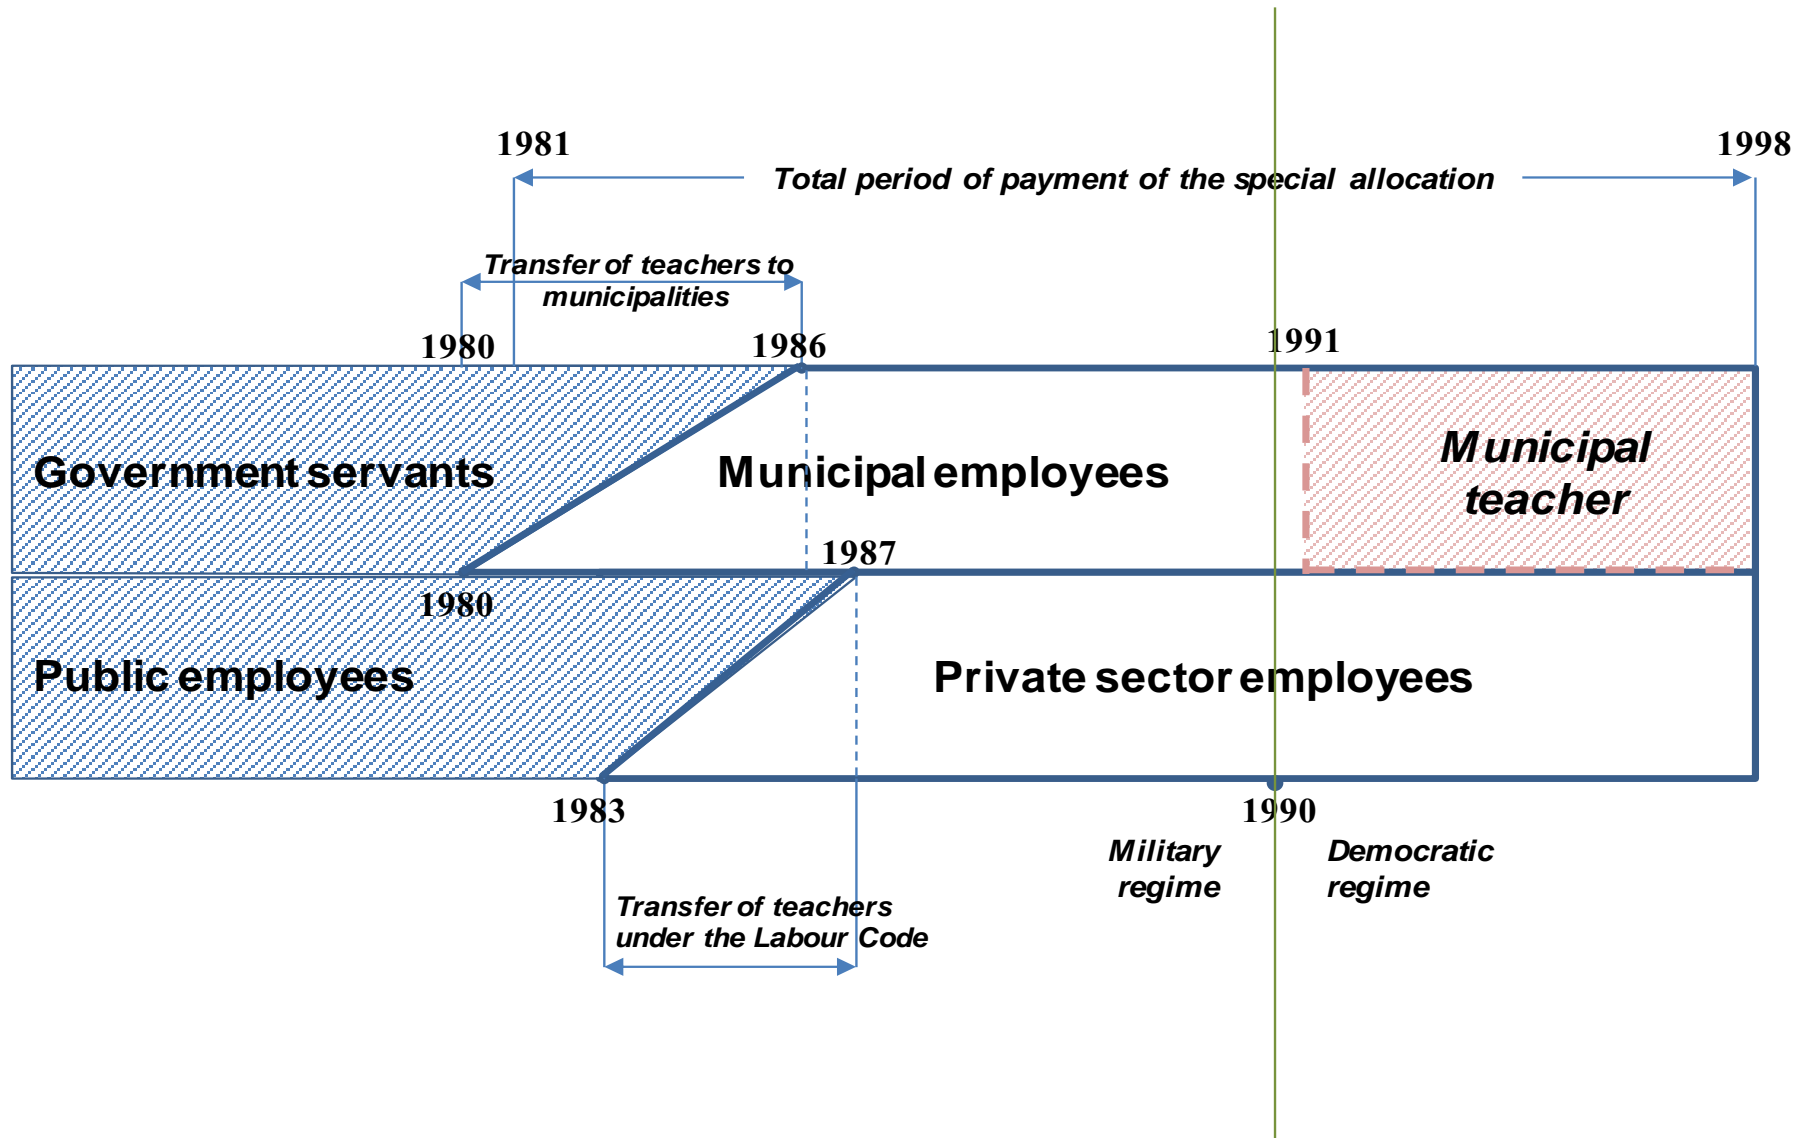 1981
1998
Total period of payment of the special allocation
Transfer of teachers to
municipalities
1980
1986
1991
Government servants
Municipal employees
Municipal
teacher
1987
1980
Public employees
Private sector employees
1983
1990
Military
regime
Democratic
regime
Transfer of teachers
under the Labour Code